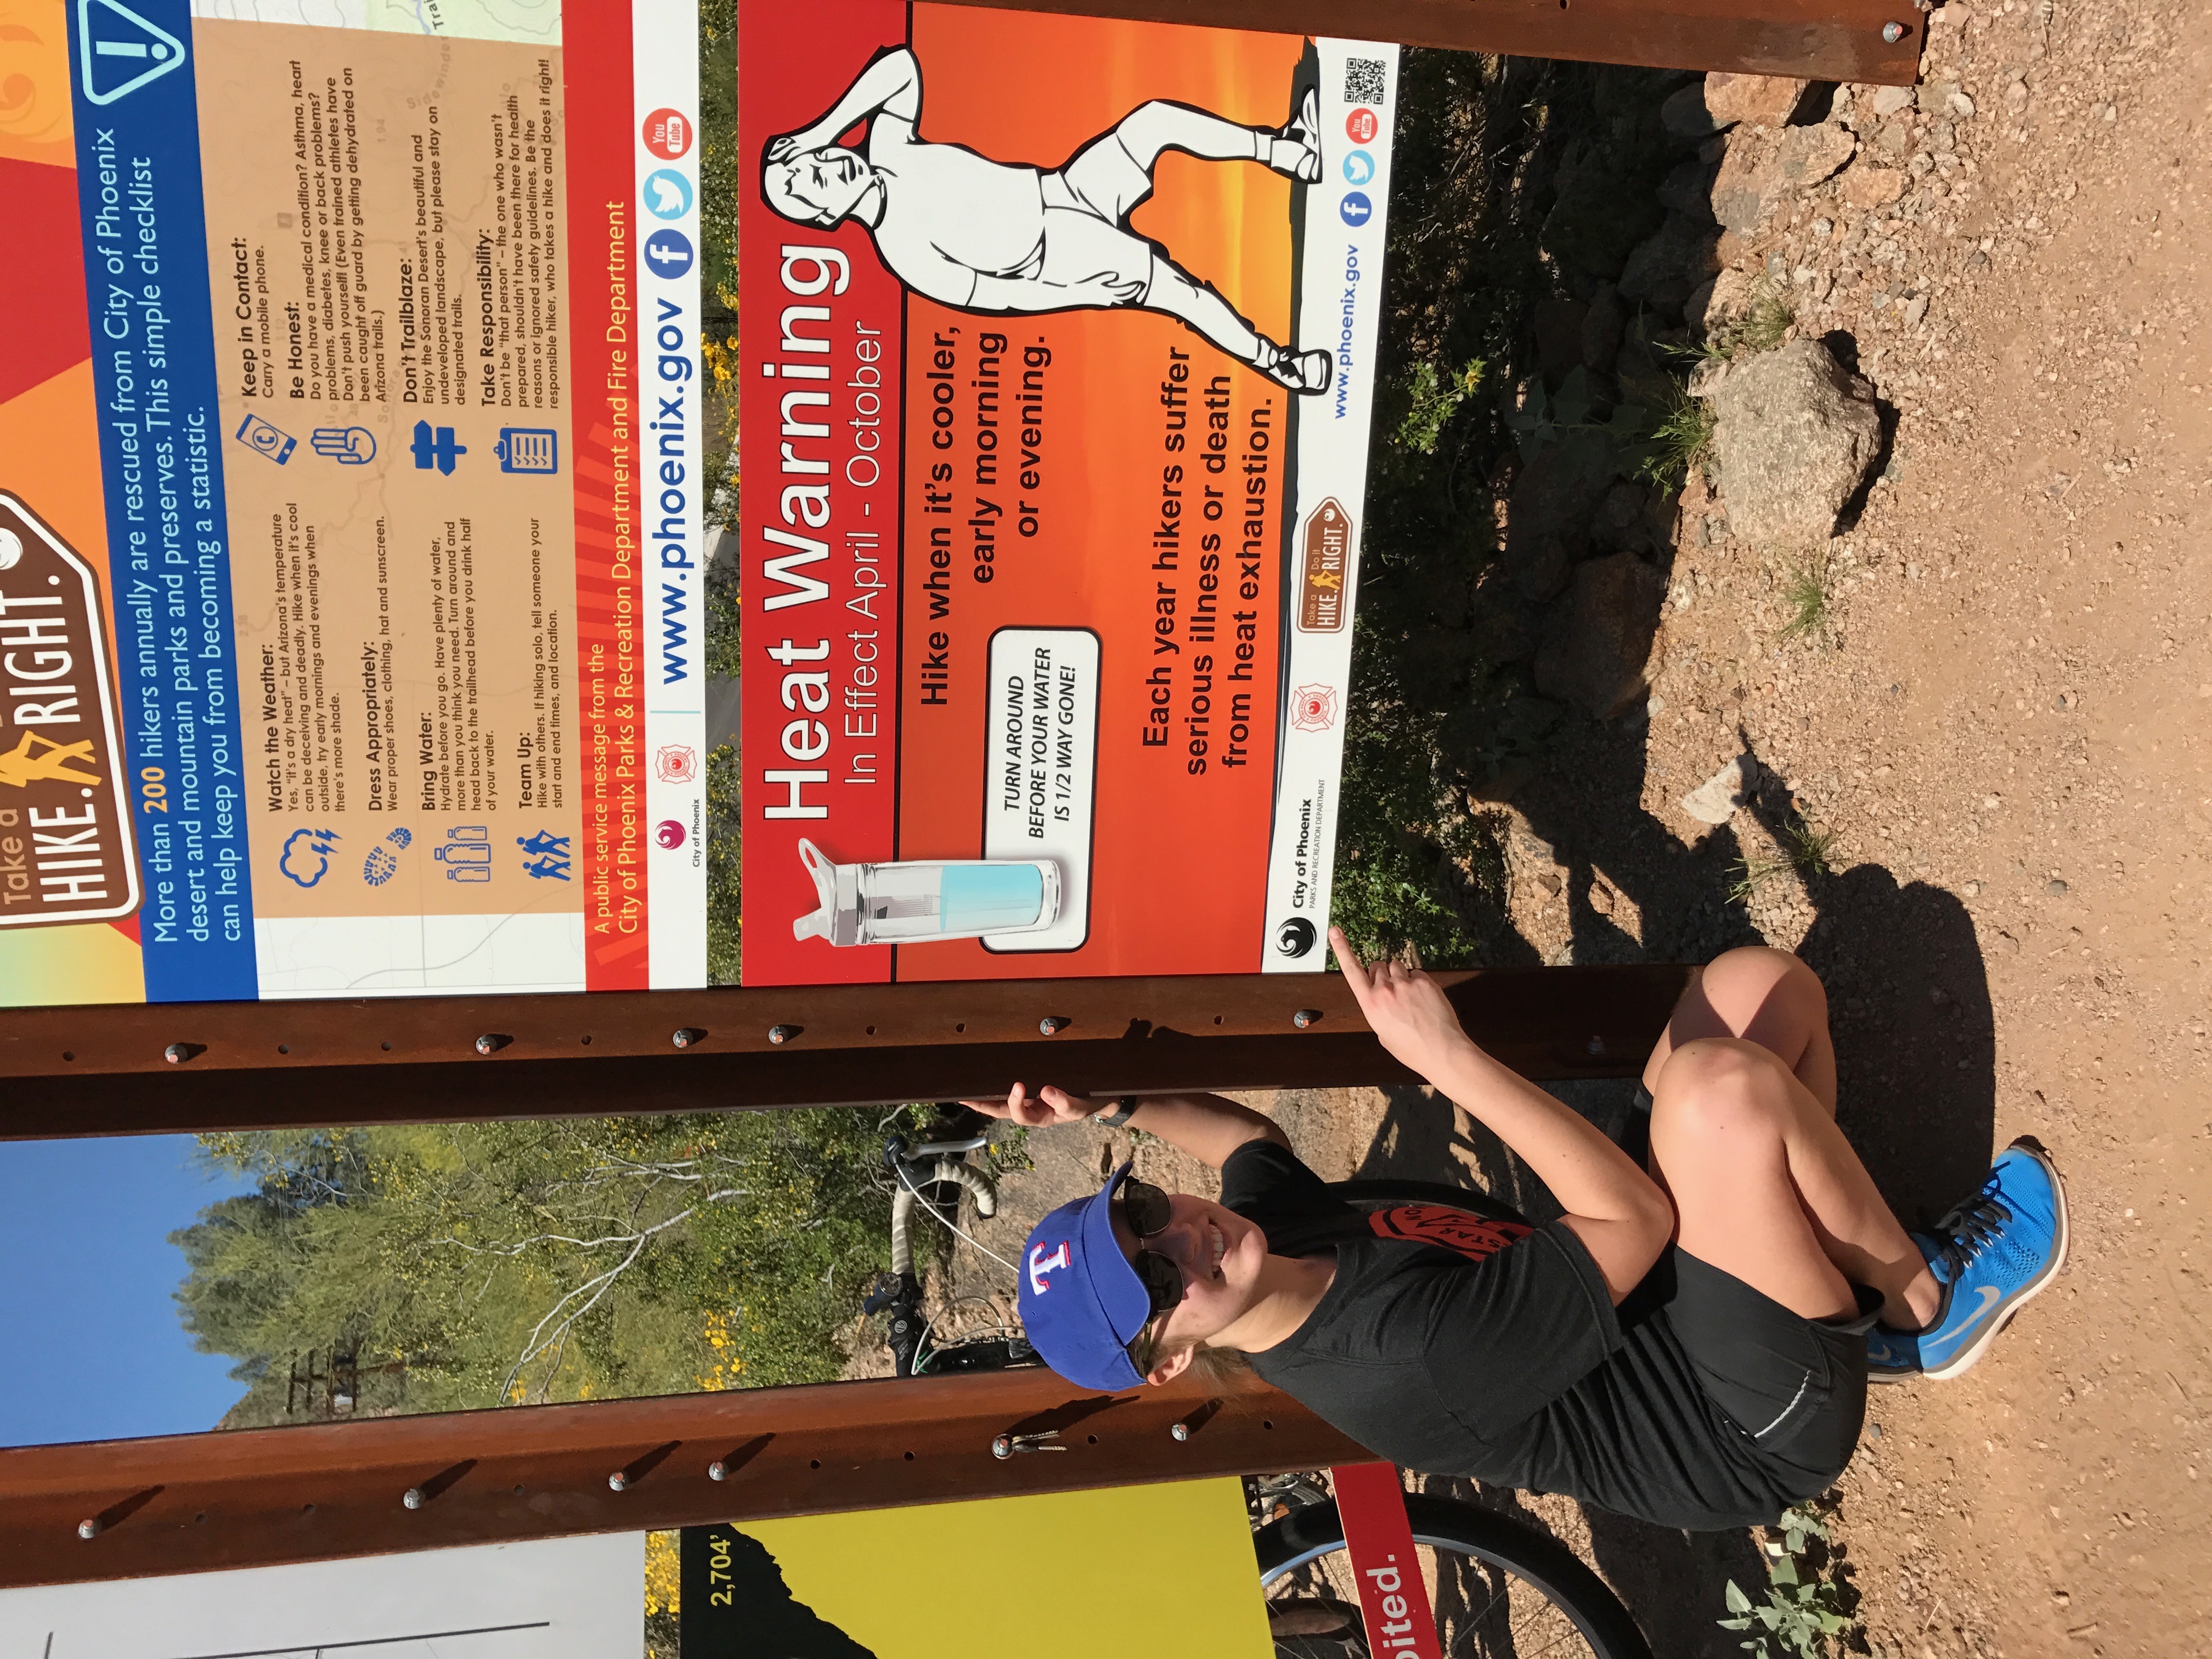 Take a
HIKE. RIGHT.
More than 200 hikers annually are rescued from City of Phoenix
desert and mountain parks and preserves. This simple checklist
can help keep you from becoming a statistic.
Watch the Weather:
Yes, "it's a dry heat" – but Arizona's temperature
can be deceiving and deadly. Hike when it's cool
outside, try early mornings and evenings when
there's more shade.
Dress Appropriately:
Wear proper shoes, clothing, hat and sunscreen.
Bring Water:
Hydrate before you go. Have plenty of water,
more than you think you need. Turn around and
head back to the trailhead before you drink half
of your water.
Team Up:
Hike with others. If hiking solo, tell someone your
start and end times, and location.
Keep in Contact:
Carry a mobile phone.
Be Honest:
Do you have a medical condition? Asthma, heart
problems, diabetes, knee or back problems?
Don't push yourself! (Even trained athletes have
been caught off guard by getting dehydrated on
Arizona trails.)
Don't Trailblaze:
Enjoy the Sonoran Desert's beautiful and
undeveloped landscape, but please stay on
designated trails.
Take Responsibility:
Don't be "that person" – the one who wasn't
prepared, shouldn't have been there for health
reasons or ignored safety guidelines. Be the
responsible hiker, who takes a hike and does it right!
A public service message from the
City of Phoenix Parks & Recreation Department and Fire Department
City of Phoenix
www.phoenix.gov
You
Tube
2,704'
Heat Warning
In Effect April - October
Hike when it's cooler,
early morning
or evening.
TURN AROUND
BEFORE YOUR WATER
IS 1/2 WAY GONE!
Each year hikers suffer
serious illness or death
from heat exhaustion.
City of Phoenix
PARKS AND RECREATION DEPARTMENT
Take a Do it
HIKE. RIGHT.
www.phoenix.gov
You
Tube
bited.
T
STAR
NO